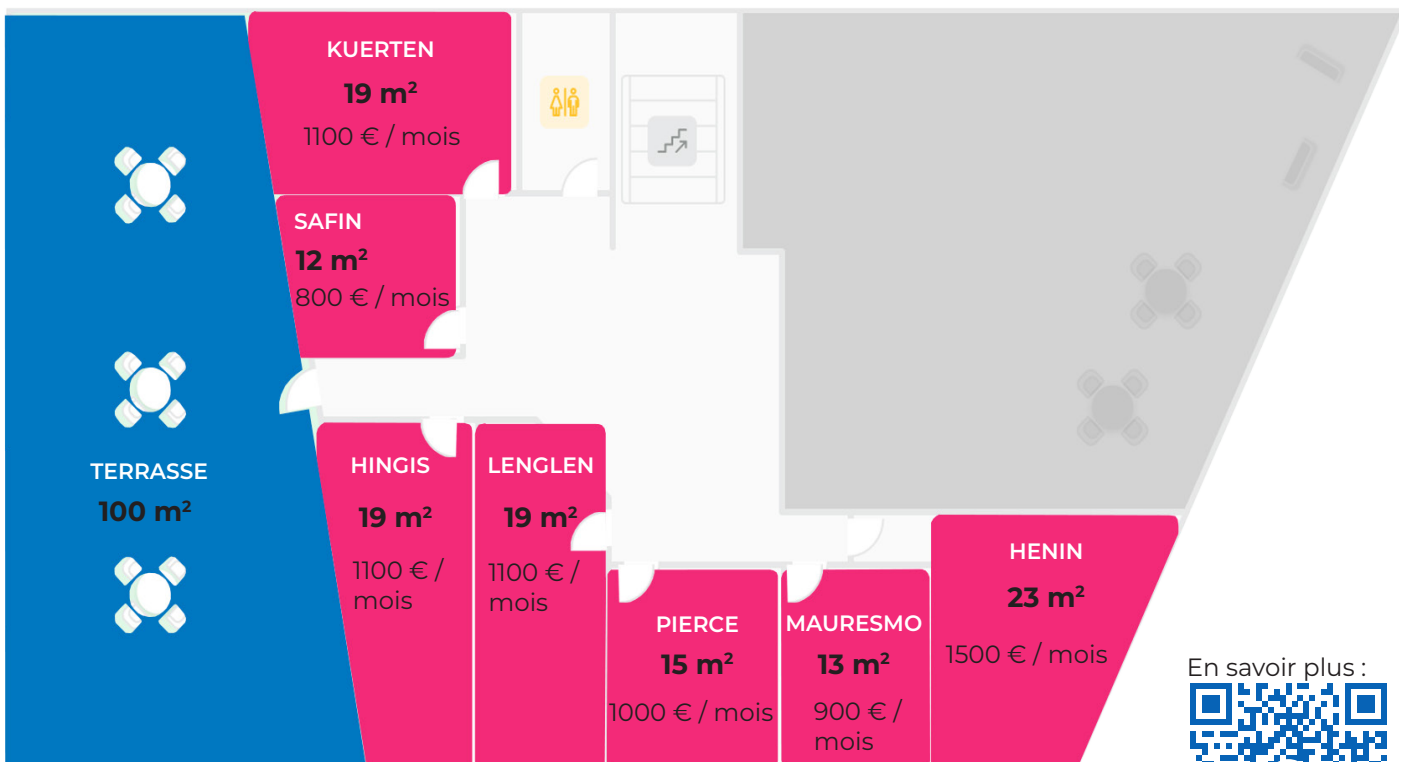 KUERTEN
19 m²
1100 € / mois
SAFIN
12 m²
800 € / mois
TERRASSE
100 m²
HINGIS
19 m²
1100 € /
mois
LENGLEN
19 m²
1100 € /
mois
PIERCE
15 m²
1000 € / mois
MAURESMO
13 m²
900 € /
mois
HENIN
23 m²
1500 € / mois
En savoir plus :